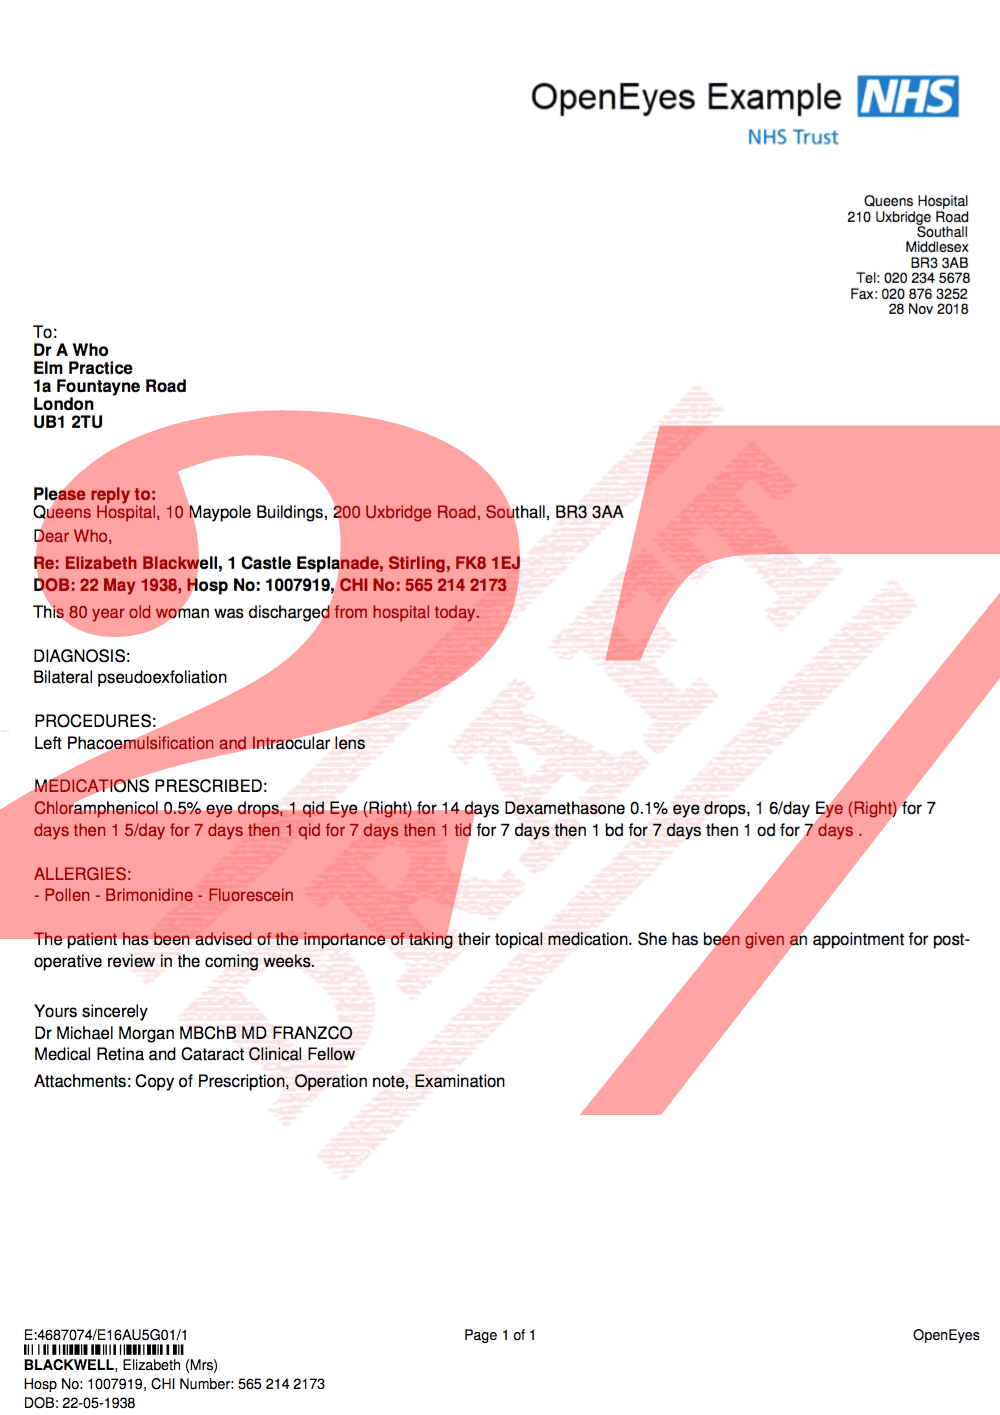 OpenEyes Example NHS
NHS Trust
Queens Hospital
210 Uxbridge Road
Southall
Middlesex
BR3 3AB
Tel: 020 234 5678
Fax: 020 876 3252
28 Nov 2018
To:
Dr A Who
Elm Practice
1a Fountayne Road
London
UB1 2TU
27
DRAFT
Please reply to:
Queens Hospital, 10 Maypole Buildings, 200 Uxbridge Road, Southall, BR3 3AA
Dear Who,
Re: Elizabeth Blackwell, 1 Castle Esplanade, Stirling, FK8 1EJ
DOB: 22 May 1938, Hosp No: 1007919, CHI No: 565 214 2173
This 80 year old woman was discharged from hospital today.
DIAGNOSIS:
Bilateral pseudoexfoliation
PROCEDURES:
Left Phacoemulsification and Intraocular lens
MEDICATIONS PRESCRIBED:
Chloramphenicol 0.5% eye drops, 1 qid Eye (Right) for 14 days Dexamethasone 0.1% eye drops, 1 6/day Eye (Right) for 7
days then 1 5/day for 7 days then 1 qid for 7 days then 1 tid for 7 days then 1 bd for 7 days then 1 od for 7 days .
ALLERGIES:
- Pollen - Brimonidine - Fluorescein
The patient has been advised of the importance of taking their topical medication. She has been given an appointment for post-
operative review in the coming weeks.
Yours sincerely
Dr Michael Morgan MBChB MD FRANZCO
Medical Retina and Cataract Clinical Fellow
Attachments: Copy of Prescription, Operation note, Examination
E:4687074/E16AU5G01/1
Page 1 of 1
OpenEyes
BLACKWELL, Elizabeth (Mrs)
Hosp No: 1007919, CHI Number: 565 214 2173
DOB: 22-05-1938